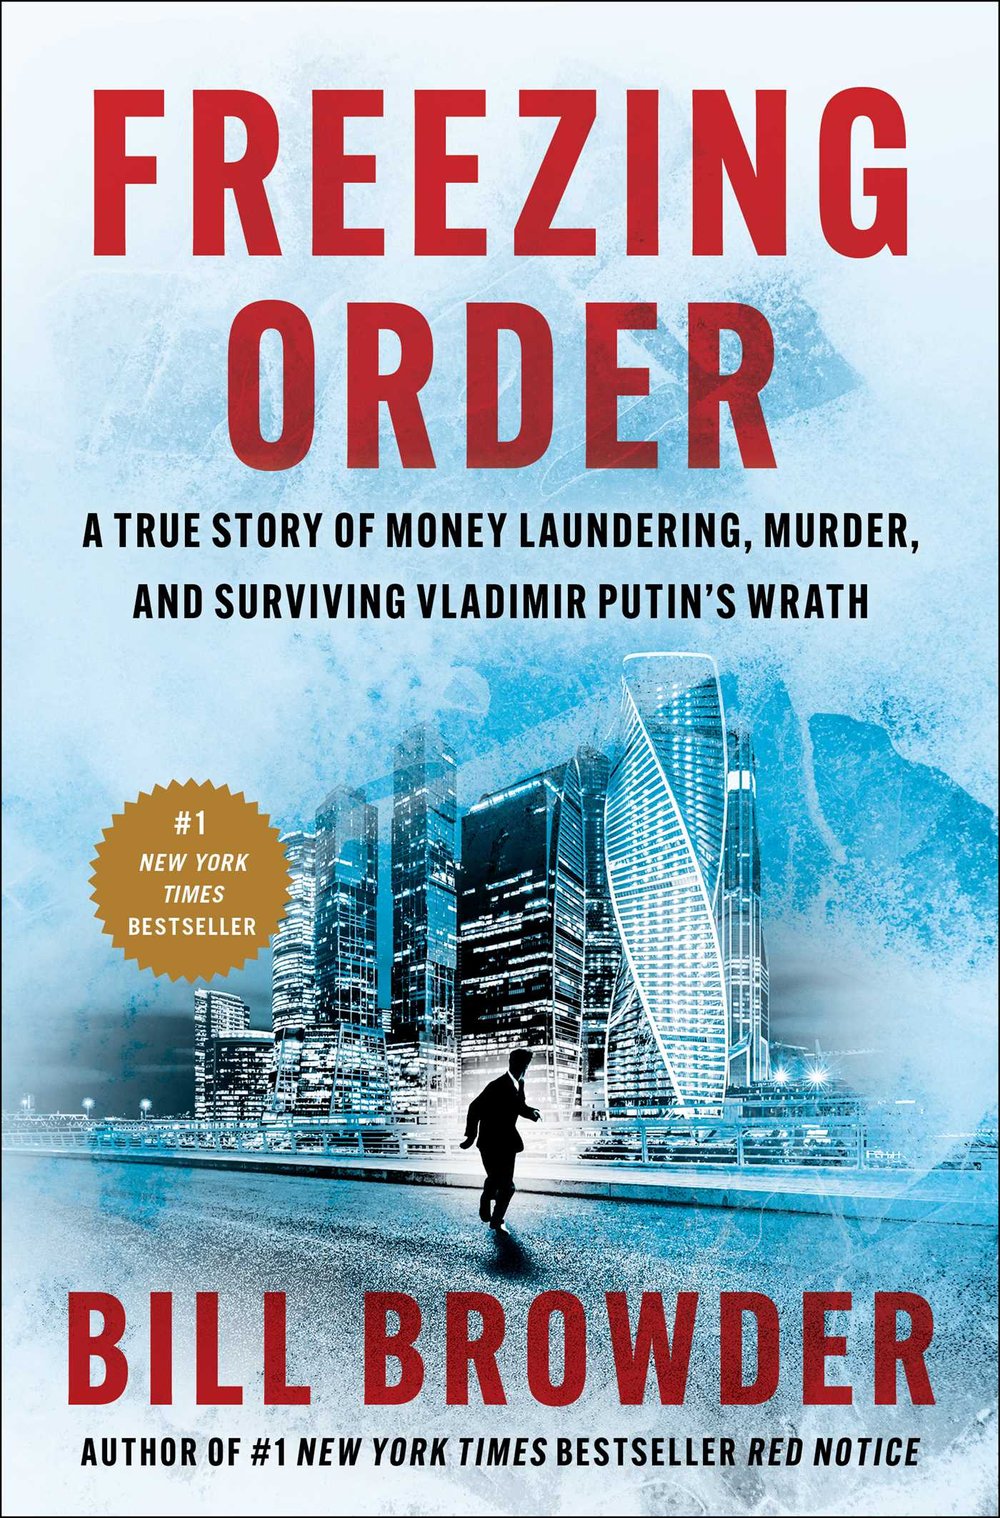 FREEZING
ORDER
A TRUE STORY OF MONEY LAUNDERING, MURDER,
AND SURVIVING VLADIMIR PUTIN'S WRATH
#1
NEW YORK
TIMES
BESTSELLER
BILL BROWDER
AUTHOR OF #1 NEW YORK TIMES BESTSELLER RED NOTICE